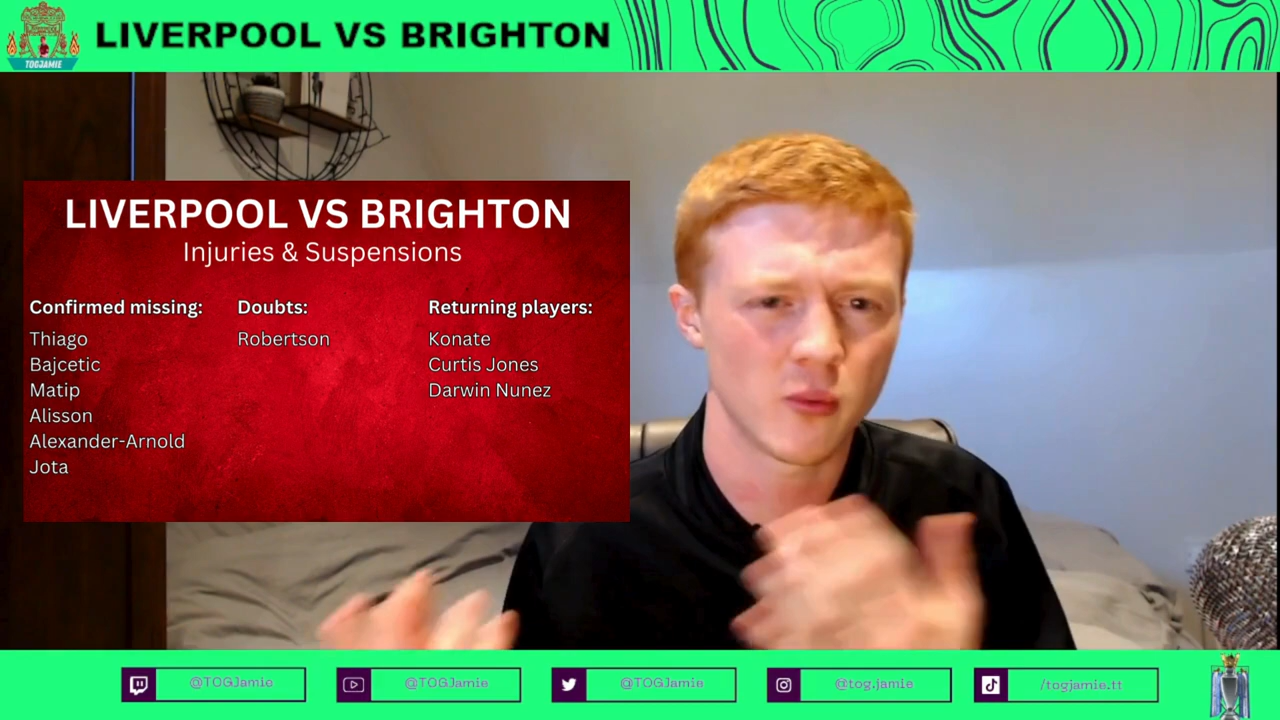 LIVERPOOL VS BRIGHTON
TOGJAMIE
LIVERPOOL VS BRIGHTON
Injuries & Suspensions
Confirmed missing:
Thiago
Bajcetic
Matip
Alisson
Alexander-Arnold
Jota
Doubts:
Robertson
Returning players:
Konate
Curtis Jones
Darwin Nunez
@TOGJamie
@TOGJamie
@TOGJamie
@tog.jamie
/togjamie.tt